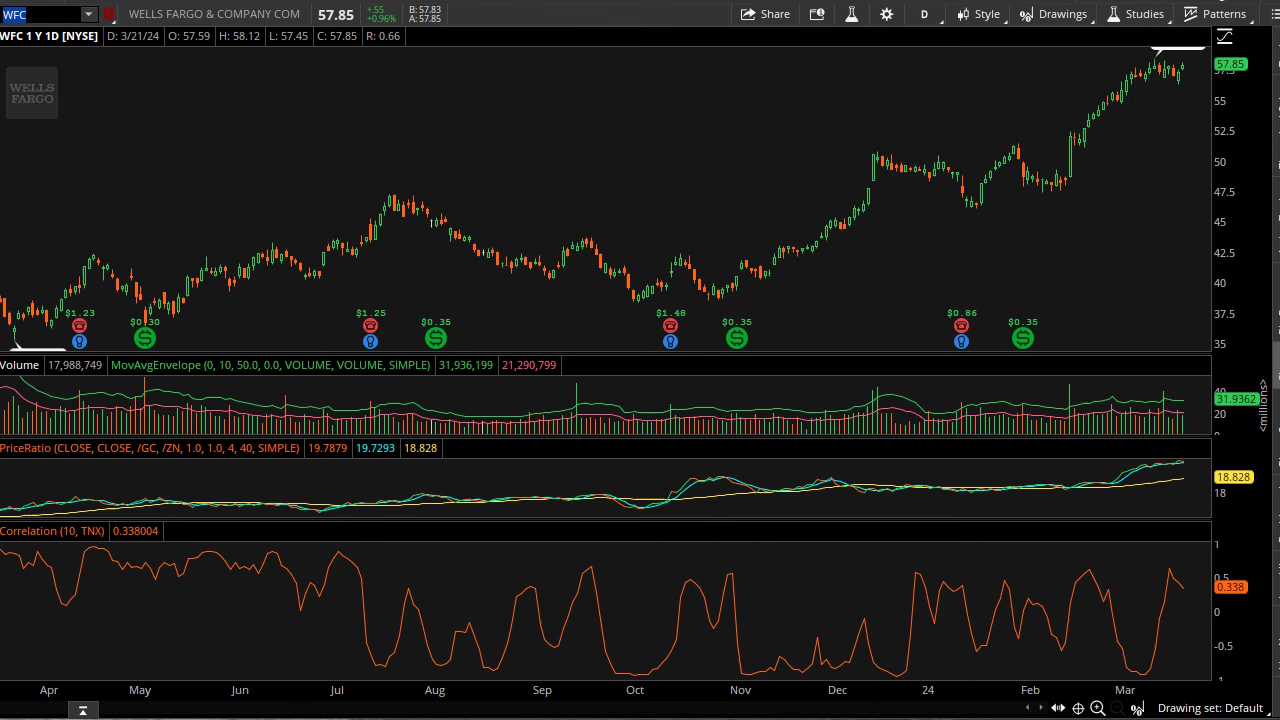 WFC WELLS FARGO & COMPANY COM 57.85 .55 +0.96% B: 57.83 A: 57.85 Share D Style Drawings Studies Patterns
WFC 1 Y 1D [NYSE] D: 3/21/24 O: 57.59 H: 58.12 L: 57.45 C: 57.85 R: 0.66
WELLS FARGO
57.85
55
52.5
50
47.5
45
42.5
40
37.5
35
$1.23 $0.30 $1.25 $0.35 $1.48 $0.35 $0.86 $0.35
Volume 17,988,749 MovAvgEnvelope (0, 10, 50.0, 0.0, VOLUME, VOLUME, SIMPLE) 31,936,199 21,290,799
40
31.9362
20
0
<millions>
PriceRatio (CLOSE, CLOSE, /GC, /ZN, 1.0, 1.0, 4, 40, SIMPLE) 19.7879 19.7293 18.828
18.828
18
Correlation (10, TNX) 0.338004
1
0.5
0.338
0
-0.5
-1
Apr May Jun Jul Aug Sep Oct Nov Dec 24 Feb Mar
Drawing set: Default